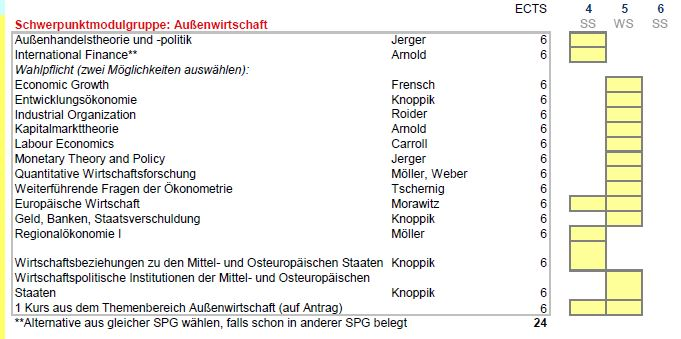 ECTS 4 5 6
Schwerpunktmodulgruppe: Außenwirtschaft SS WS SS
Außenhandelstheorie und -politik Jerger 6
International Finance** Arnold 6
Wahlpflicht (zwei Möglichkeiten auswählen):
Economic Growth Frensch 6
Entwicklungsökonomie Knoppik 6
Industrial Organization Roider 6
Kapitalmarkttheorie Arnold 6
Labour Economics Carroll 6
Monetary Theory and Policy Jerger 6
Quantitative Wirtschaftsforschung Möller, Weber 6
Weiterführende Fragen der Ökonometrie Tschernig 6
Europäische Wirtschaft Morawitz 6
Geld, Banken, Staatsverschuldung Knoppik 6
Regionalökonomie I Möller 6
Wirtschaftsbeziehungen zu den Mittel- und Osteuropäischen Staaten Knoppik 6
Wirtschaftspolitische Institutionen der Mittel- und Osteuropäischen
Staaten Knoppik 6
1 Kurs aus dem Themenbereich Außenwirtschaft (auf Antrag) 6
**Alternative aus gleicher SPG wählen, falls schon in anderer SPG belegt 24